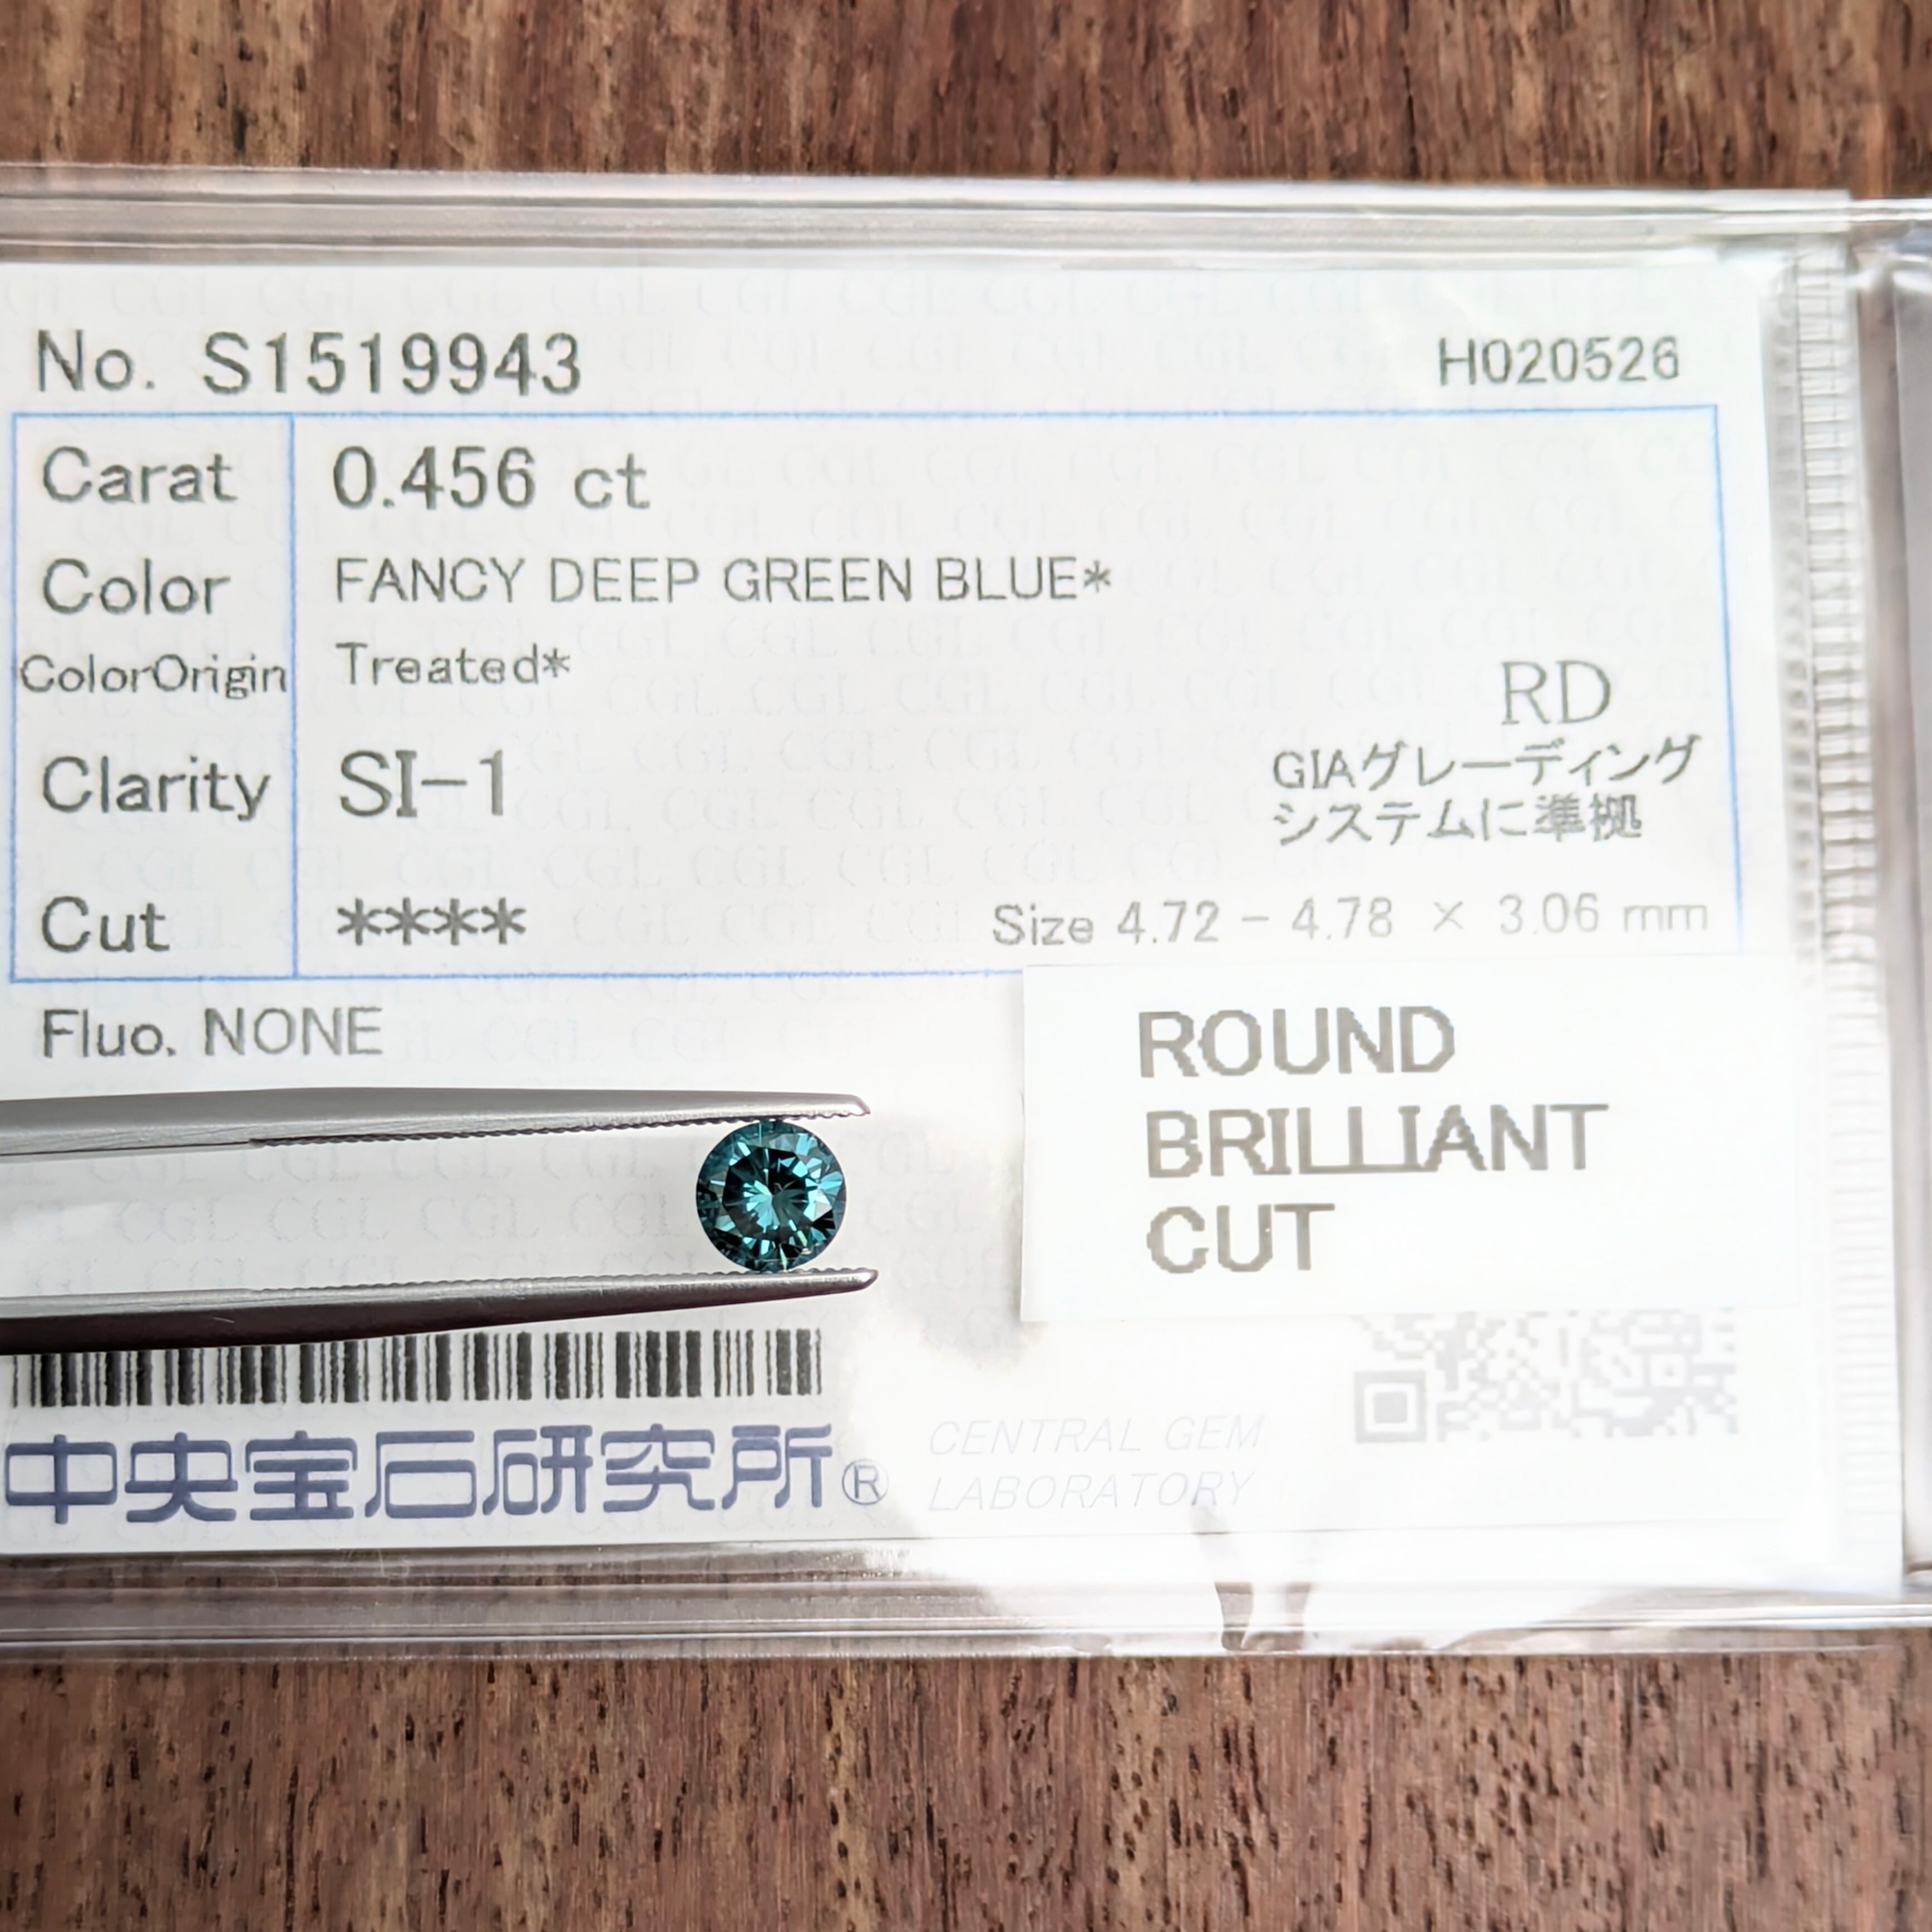 No. S1519943
H020526
Carat 0.456 ct
Color FANCY DEEP GREEN BLUE*
ColorOrigin Treated*
RD
Clarity SI-1
GIAグレーディング
システムに準拠
Cut ****
Size 4.72 - 4.78 × 3.06 mm
Fluo. NONE
ROUND
BRILLIANT
CUT
中央宝石研究所®
CENTRAL GEM
LABORATORY